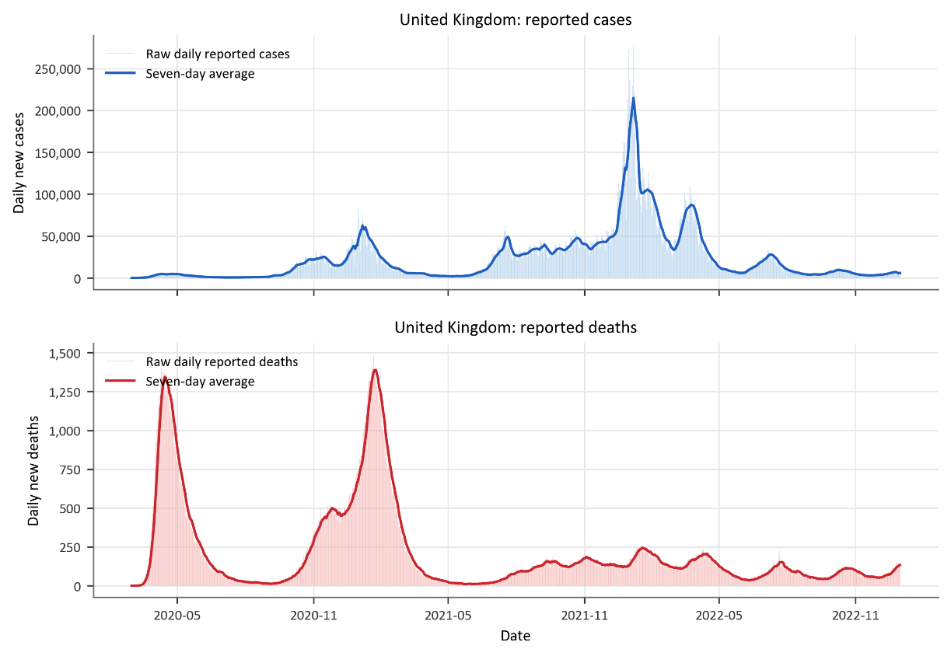 United Kingdom: reported cases
Raw daily reported cases
Seven-day average
Daily new cases
250,000
200,000
150,000
100,000
50,000
0
United Kingdom: reported deaths
Raw daily reported deaths
Seven-day average
Daily new deaths
1,500
1,250
1,000
750
500
250
0
2020-05 2020-11 2021-05 2021-11 2022-05 2022-11
Date